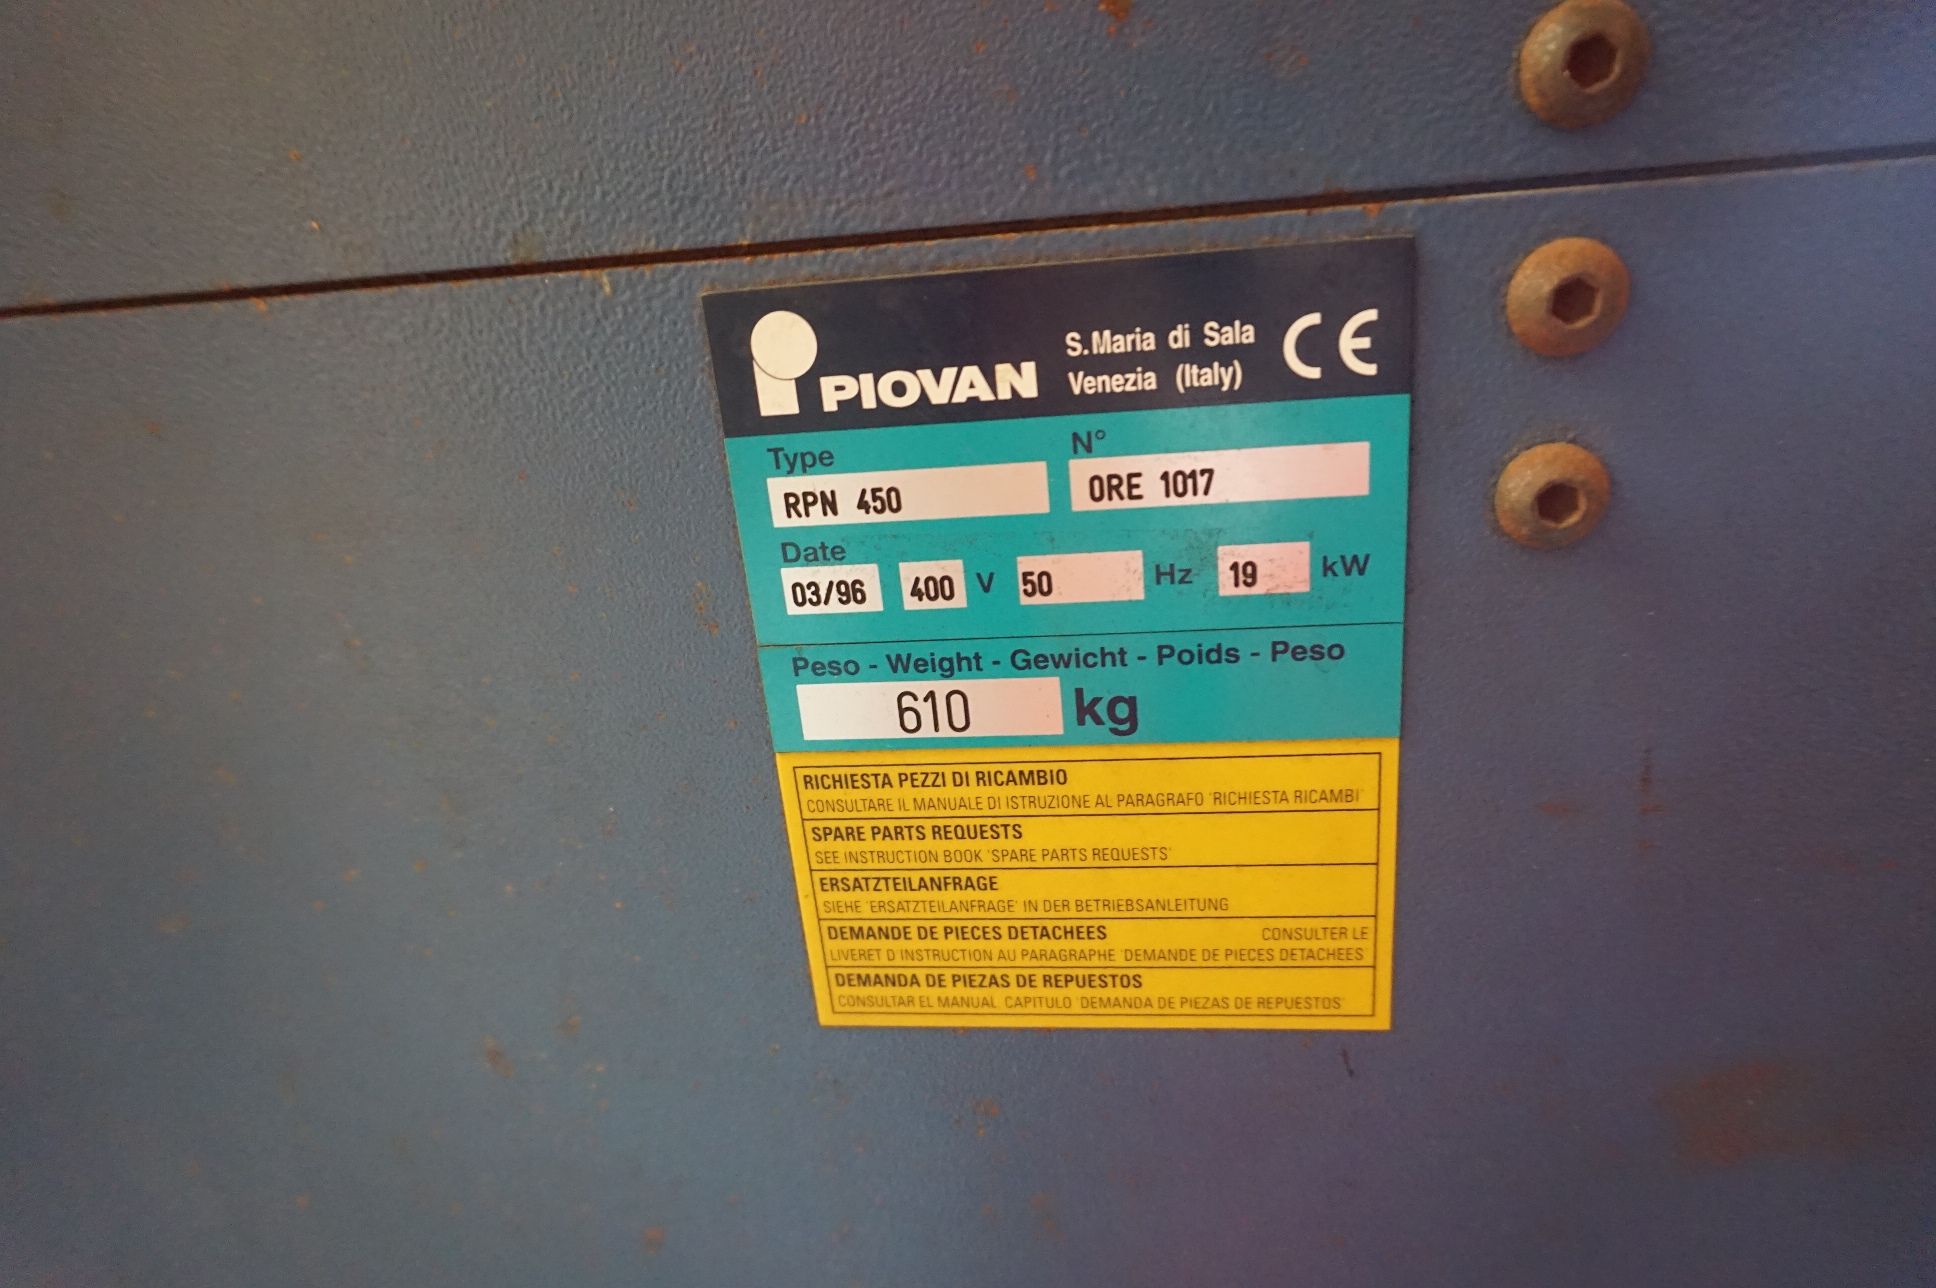 PIOVAN S.Maria di Sala
Venezia (Italy) CE
Type N°
RPN 450 ORE 1017
Date
03/96 400 V 50 Hz 19 kW
Peso - Weight - Gewicht - Poids - Peso
610 kg
RICHIESTA PEZZI DI RICAMBIO
CONSULTARE IL MANUALE DI ISTRUZIONE AL PARAGRAFO 'RICHIESTA RICAMBI'
SPARE PARTS REQUESTS
SEE INSTRUCTION BOOK 'SPARE PARTS REQUESTS'
ERSATZTEILANFRAGE
SIEHE 'ERSATZTEILANFRAGE' IN DER BETRIEBSANLEITUNG
DEMANDE DE PIECES DETACHEES CONSULTER LE
LIVERET D'INSTRUCTION AU PARAGRAPHE 'DEMANDE DE PIECES DETACHEES'
DEMANDA DE PIEZAS DE REPUESTOS
CONSULTAR EL MANUAL. CAPITULO 'DEMANDA DE PIEZAS DE REPUESTOS'